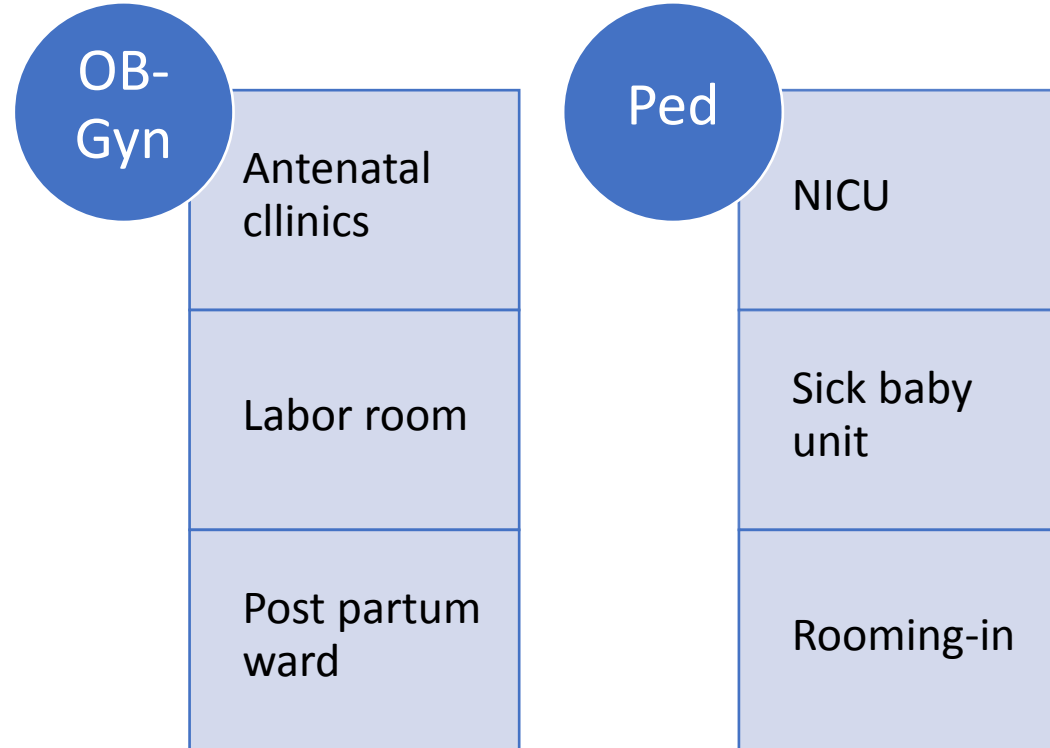 OB-
Gyn
Antenatal
cllinics
Labor room
Post partum
ward
Ped
NICU
Sick baby
unit
Rooming-in